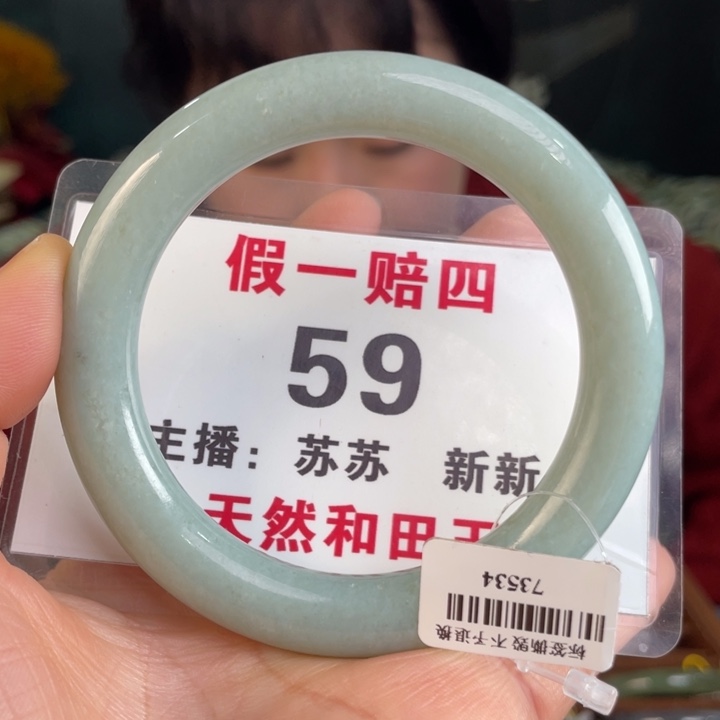 假一赔四
59
主播：苏苏 新新
天然和田玉
73534
标签撕毁 不予退换